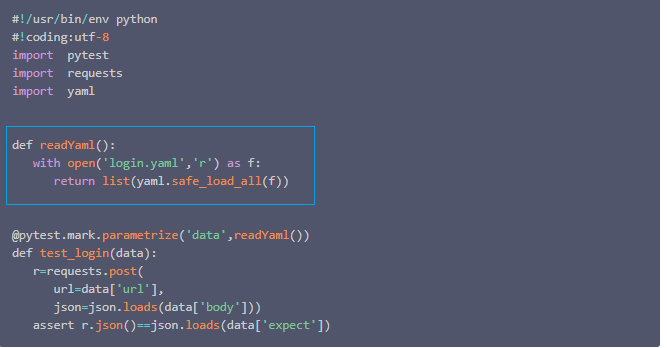 #!/usr/bin/env python
#!coding:utf-8
import  pytest
import  requests
import  yaml
def readYaml():
   with open('login.yaml','r') as f:
      return list(yaml.safe_load_all(f))
@pytest.mark.parametrize('data',readYaml())
def test_login(data):
   r=requests.post(
      url=data['url'],
      json=json.loads(data['body']))
   assert r.json()==json.loads(data['expect'])